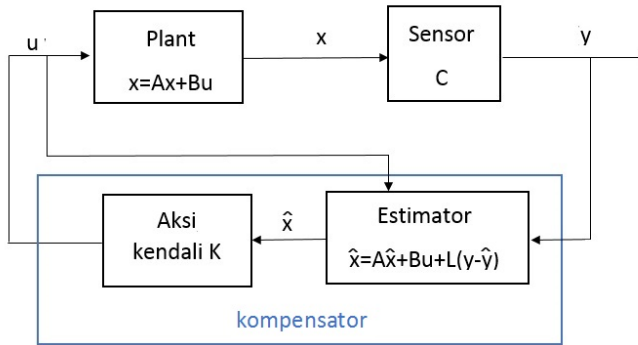 u
Plant
x=Ax+Bu
x
Sensor
C
y
Aksi
kendali K
x̂
Estimator
x̂=Ax̂+Bu+L(y-ŷ)
kompensator